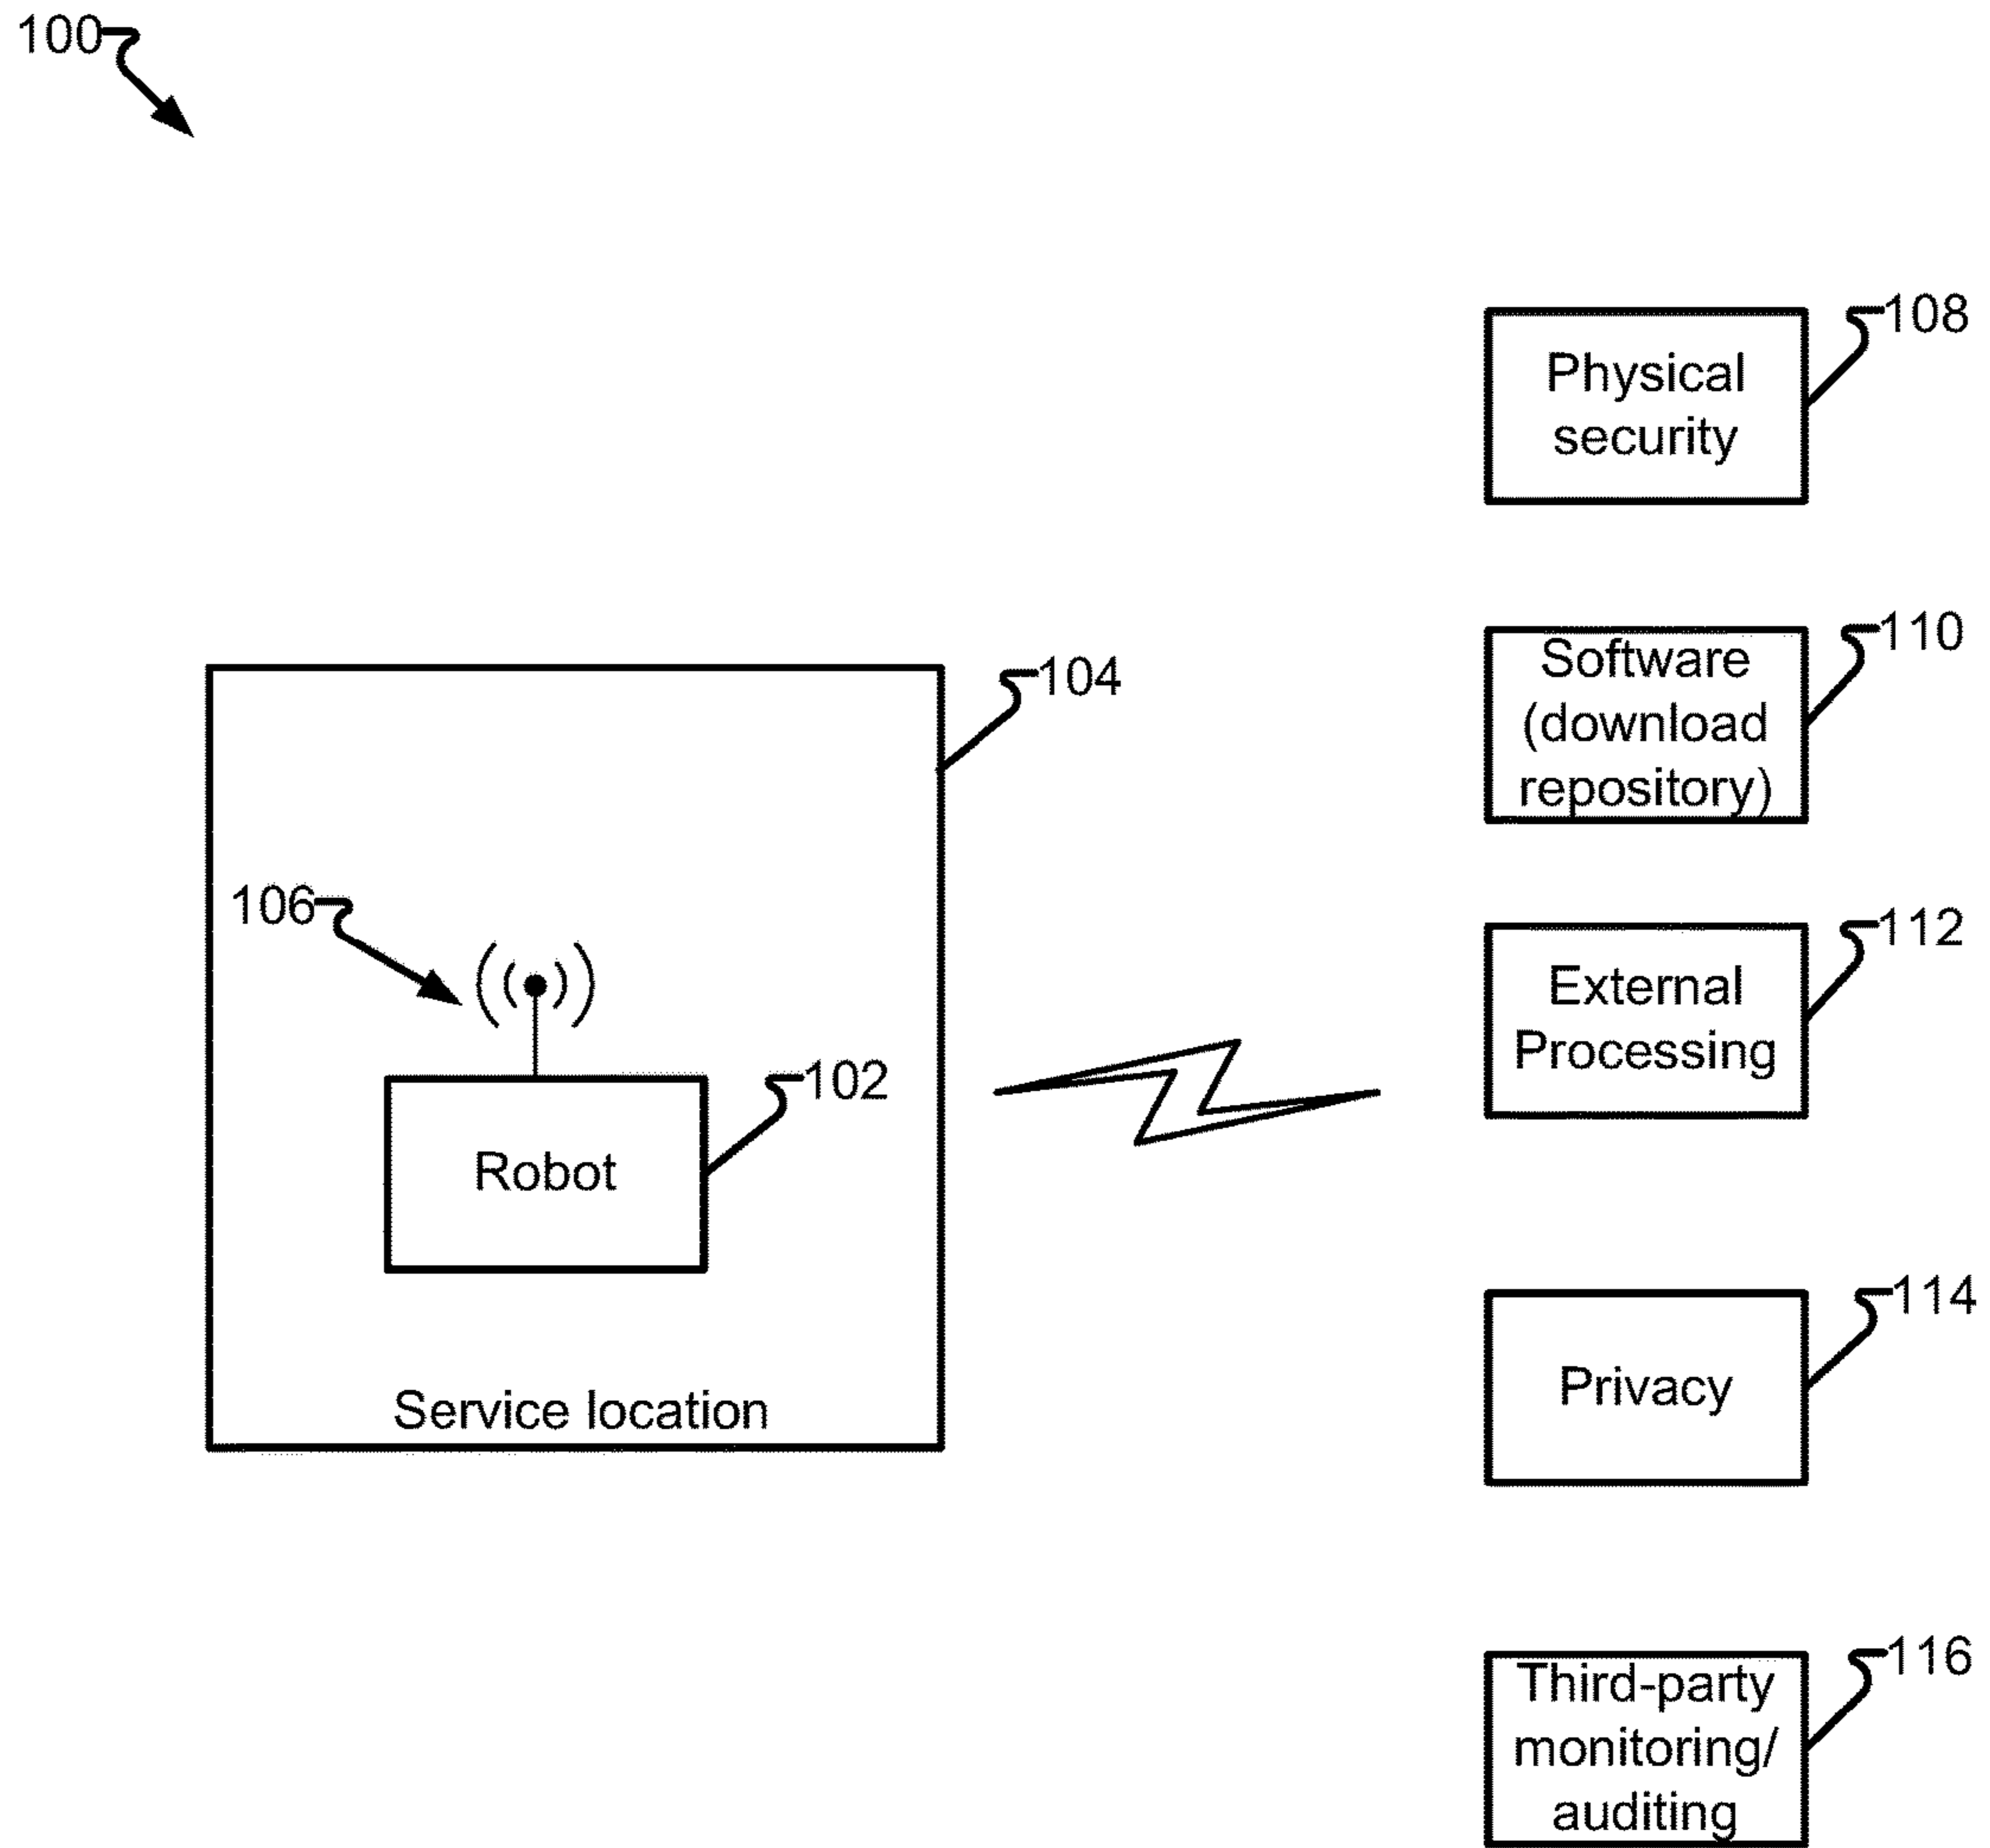 100
108
Physical
security
110
Software
(download
repository)
104
106
112
External
Processing
102
Robot
114
Privacy
Service location
116
Third-party
monitoring/
auditing